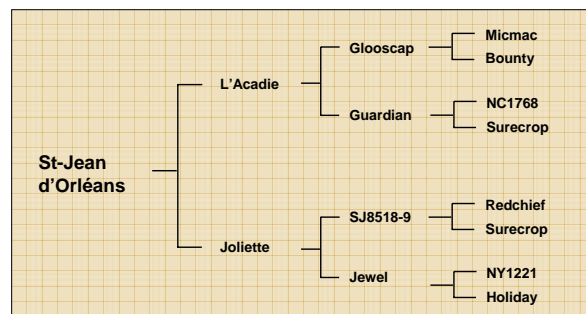 Micmac
Glooscap
Bounty
L'Acadie
NC1768
Guardian
Surecrop
St-Jean
d'Orléans
Redchief
SJ8518-9
Surecrop
Joliette
NY1221
Jewel
Holiday